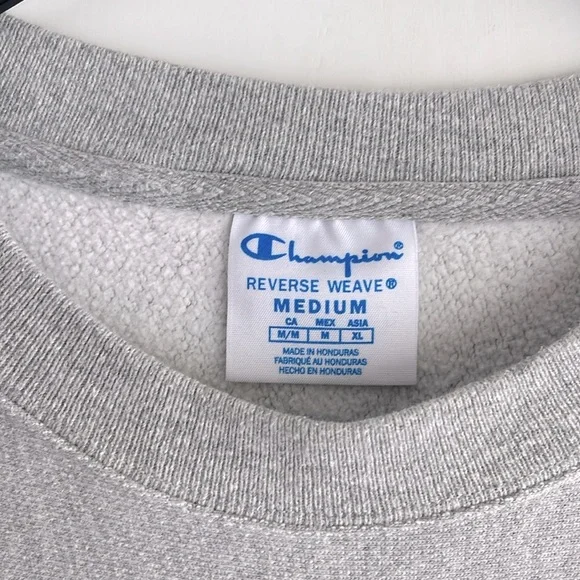 Champion®
REVERSE WEAVE®
MEDIUM
CA MEX ASIA
M/M M XL
MADE IN HONDURAS
FABRIQUÉ AU HONDURAS
HECHO EN HONDURAS